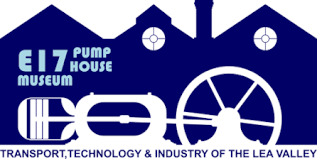 E17 PUMP
HOUSE
MUSEUM
TRANSPORT,TECHNOLOGY & INDUSTRY OF THE LEA VALLEY